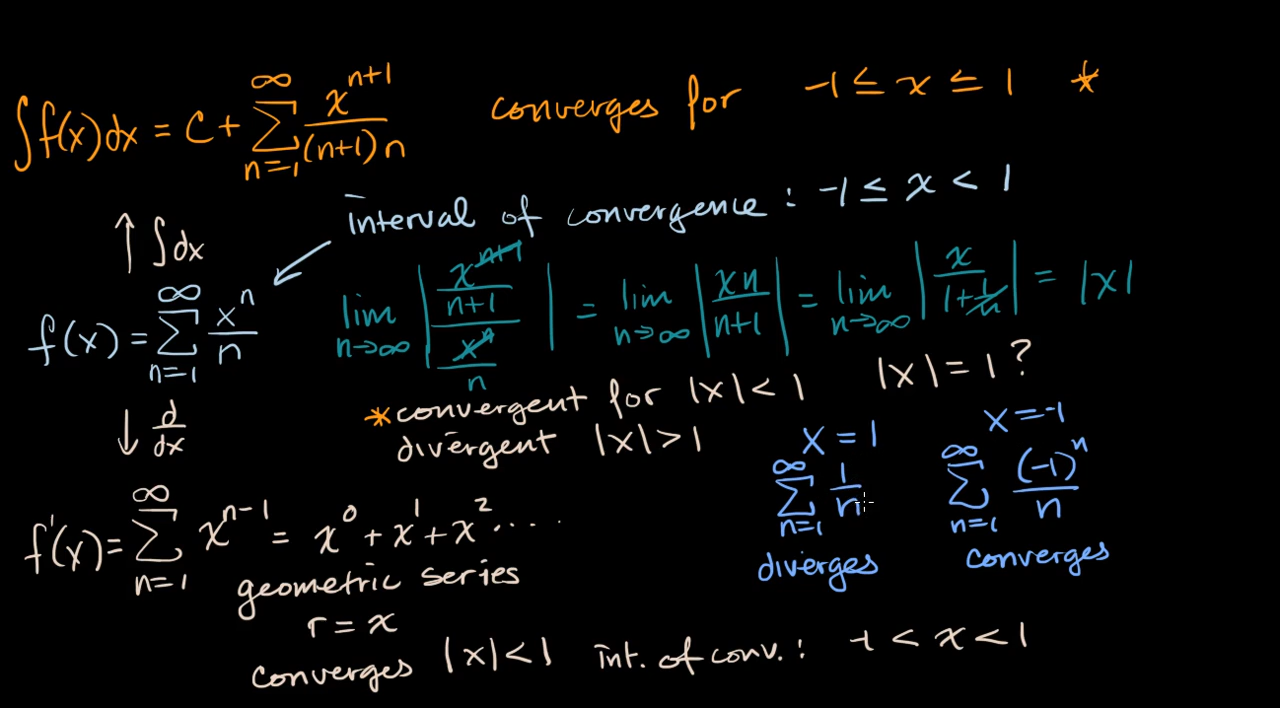 ∫f(x)dx = C + ∑_{n=1}^{∞} x^{n+1}/((n+1)n) converges for -1 ≤ x ≤ 1 *
interval of convergence : -1 ≤ x < 1
↑ ∫dx
f(x) = ∑_{n=1}^{∞} x^n/n
lim_{n→∞} |(x^{n+1}/(n+1))/(x^n/n)| = lim_{n→∞} |xn/(n+1)| = lim_{n→∞} |x/(1+1/n)| = |x|
↓ d/dx
* convergent for |x| < 1
divergent |x| > 1
|x| = 1 ?
x = 1
∑_{n=1}^{∞} 1/n
diverges
x = -1
∑_{n=1}^{∞} (-1)^n/n
converges
f'(x) = ∑_{n=1}^{∞} x^{n-1} = x^0 + x^1 + x^2 ....
geometric series
r = x
converges |x| < 1 int. of conv. : -1 < x < 1